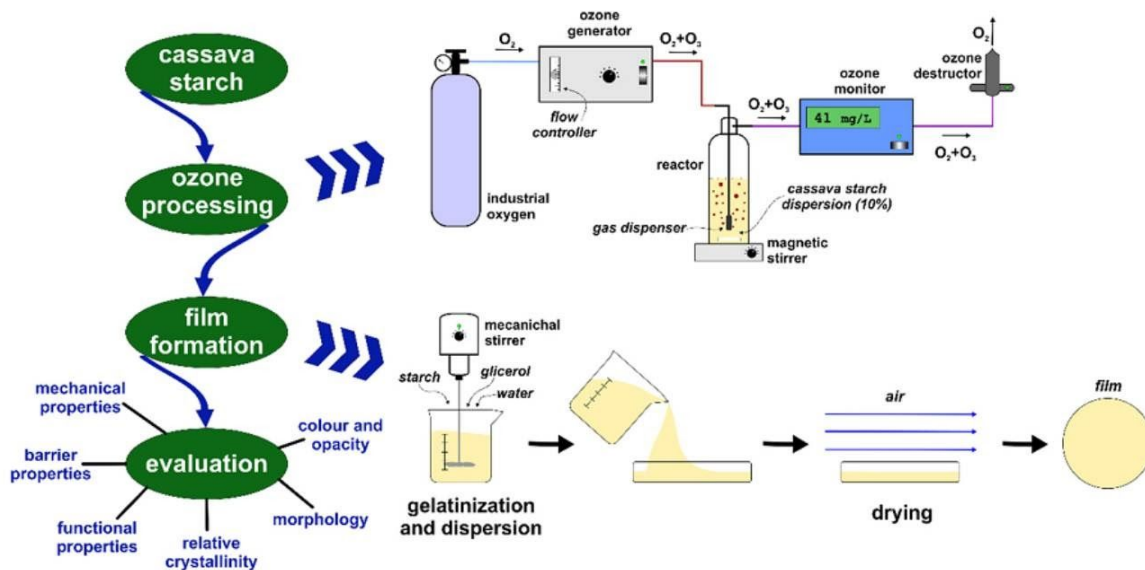 cassava
starch
ozone
processing
film
formation
evaluation
mechanical
properties
barrier
properties
functional
properties
relative
crystallinity
morphology
colour and
opacity
O₂
ozone
generator
flow
controller
O₂+O₃
industrial
oxygen
reactor
gas dispenser
cassava starch
dispersion (10%)
magnetic
stirrer
O₂+O₃
ozone
monitor
41 mg/L
O₂+O₃
ozone
destructor
O₂
mecanichal
stirrer
starch
glicerol
water
gelatinization
and dispersion
air
drying
film